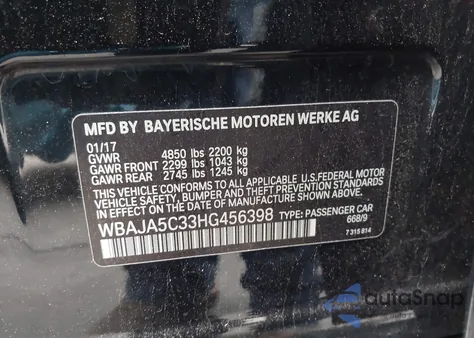 MFD BY BAYERISCHE MOTOREN WERKE AG
01/17
GVWR 4850 lbs 2200 kg
GAWR FRONT 2299 lbs 1043 kg
GAWR REAR 2745 lbs 1245 kg
THIS VEHICLE CONFORMS TO ALL APPLICABLE U.S.FEDERAL MOTOR
VEHICLE SAFETY, BUMPER AND THEFT PREVENTION STANDARDS
IN EFFECT ON THE DATE OF MANUFACTURE SHOWN ABOVE.
WBAJA5C33HG456398 TYPE: PASSENGER CAR
668/9
7 315 814
autoSnap